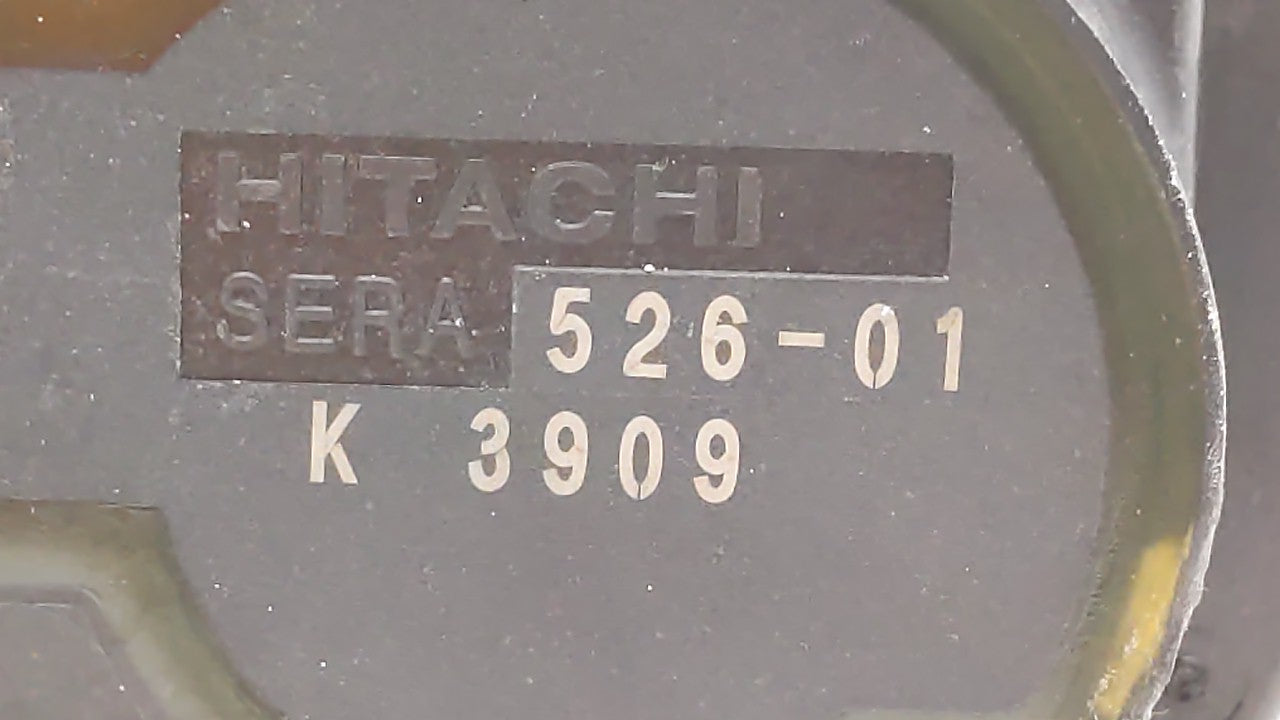 HITACHI
SERA 526-01
K 3909